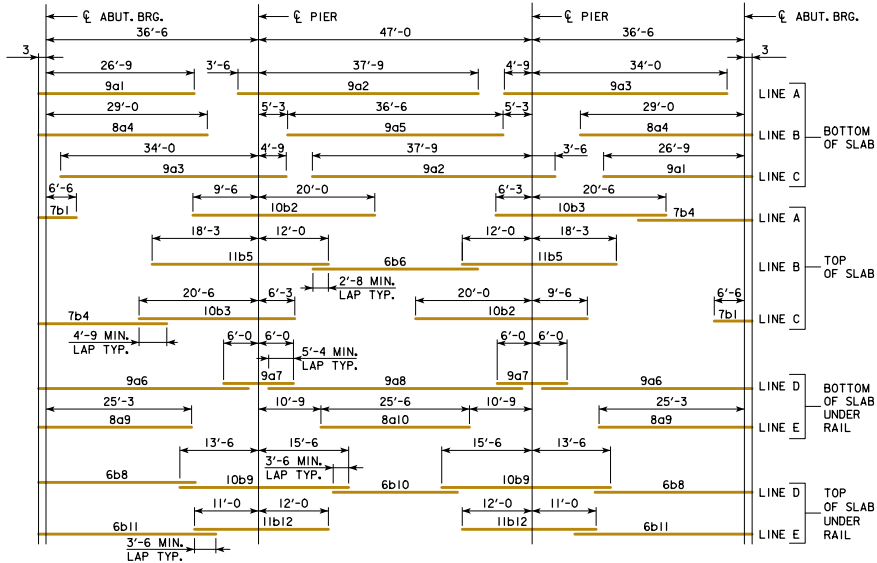 ℄ ABUT. BRG. ℄ PIER ℄ PIER ℄ ABUT. BRG.
36'-6 47'-0 36'-6
3 3
26'-9 3'-6 37'-9 4'-9 34'-0
9a1 9a2 9a3 LINE A
29'-0 5'-3 36'-6 5'-3 29'-0
8a4 9a5 8a4 LINE B
BOTTOM
OF SLAB
34'-0 4'-9 37'-9 3'-6 26'-9
9a3 9a2 9a1 LINE C
6'-6 9'-6 20'-0 6'-3 20'-6
7b1 10b2 10b3 7b4 LINE A
18'-3 12'-0 12'-0 18'-3
11b5 6b6 11b5 LINE B
TOP
OF SLAB
2'-8 MIN.
LAP TYP.
20'-6 6'-3 20'-0 9'-6 6'-6
7b4 10b3 10b2 7b1 LINE C
4'-9 MIN.
LAP TYP.
6'-0 6'-0 5'-4 MIN.
LAP TYP.
6'-0 6'-0
9a6 9a7 9a8 9a7 9a6 LINE D
25'-3 10'-9 25'-6 10'-9 25'-3
8a9 8a10 8a9 LINE E
BOTTOM
OF SLAB
UNDER
RAIL
13'-6 15'-6 15'-6 13'-6
3'-6 MIN.
LAP TYP.
6b8 10b9 6b10 10b9 6b8 LINE D
11'-0 12'-0 12'-0 11'-0
6b11 11b12 11b12 6b11 LINE E
3'-6 MIN.
LAP TYP.
TOP
OF SLAB
UNDER
RAIL